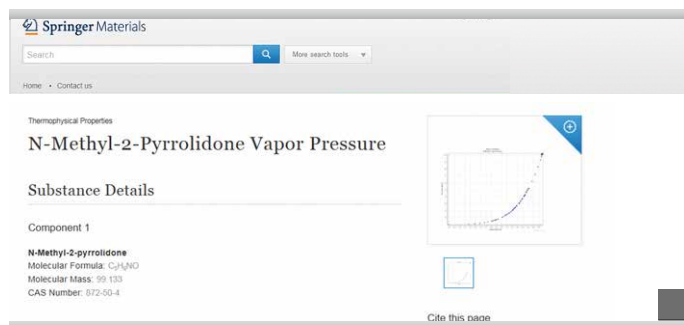 Springer Materials
Search
More search tools
Home • Contact us
Thermophysical Properties
N-Methyl-2-Pyrrolidone Vapor Pressure
Substance Details
Component 1
N-Methyl-2-pyrrolidone
Molecular Formula: C₅H₉NO
Molecular Mass: 99.133
CAS Number: 872-50-4
Cite this page